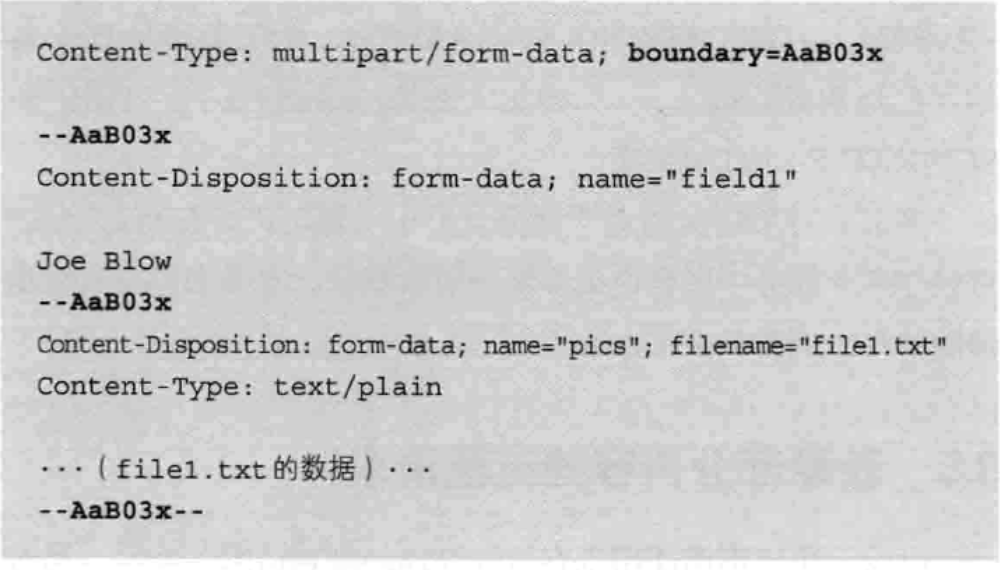 Content-Type: multipart/form-data; boundary=AaB03x
--AaB03x
Content-Disposition: form-data; name="field1"
Joe Blow
--AaB03x
Content-Disposition: form-data; name="pics"; filename="file1.txt"
Content-Type: text/plain
···（file1.txt的数据）···
--AaB03x--